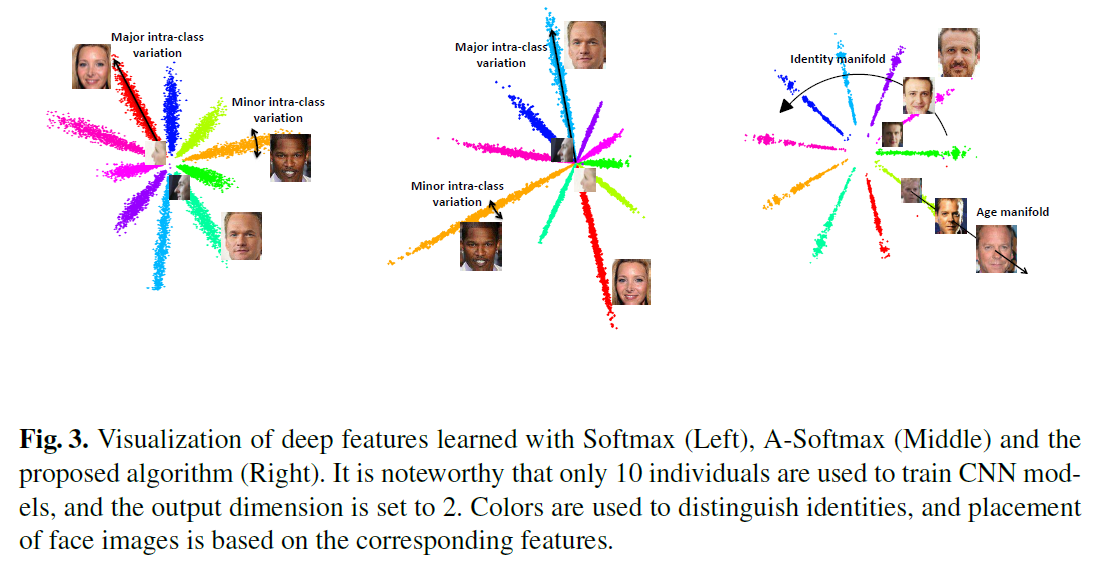 Major intra-class
variation
Minor intra-class
variation
Major intra-class
variation
Minor intra-class
variation
Identity manifold
Age manifold
Fig. 3. Visualization of deep features learned with Softmax (Left), A-Softmax (Middle) and the
proposed algorithm (Right). It is noteworthy that only 10 individuals are used to train CNN mod-
els, and the output dimension is set to 2. Colors are used to distinguish identities, and placement
of face images is based on the corresponding features.